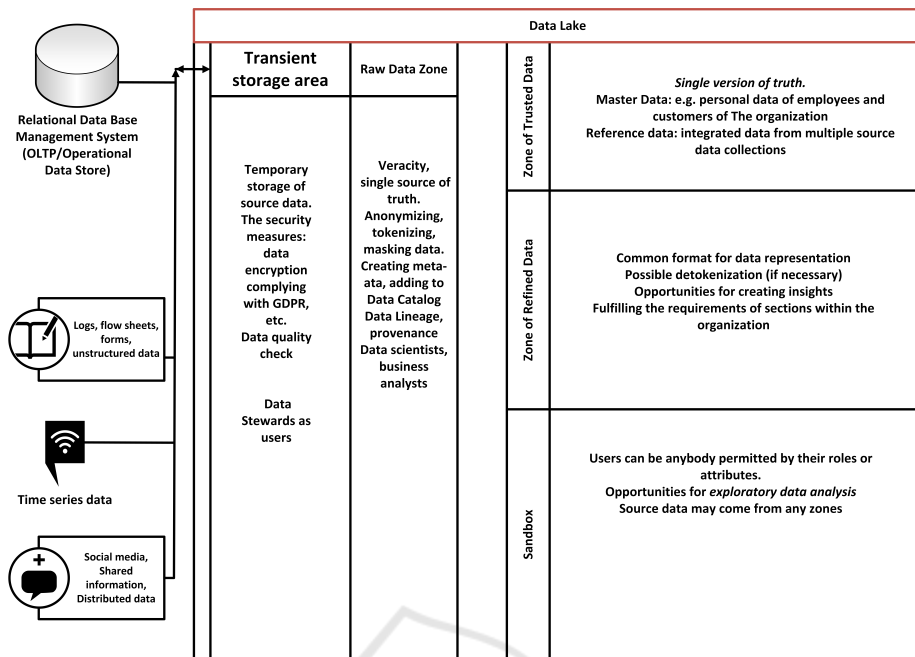 Data Lake
Relational Data Base
Management System
(OLTP/Operational
Data Store)
Logs, flow sheets,
forms,
unstructured data
Time series data
Social media,
Shared
information,
Distributed data
Transient
storage area
Temporary
storage of
source data.
The security
measures:
data
encryption
complying
with GDPR,
etc.
Data quality
check
Data
Stewards as
users
Raw Data Zone
Veracity,
single source of
truth.
Anonymizing,
tokenizing,
masking data.
Creating meta-
ata, adding to
Data Catalog
Data Lineage,
provenance
Data scientists,
business
analysts
Zone of Trusted Data
Single version of truth.
Master Data: e.g. personal data of employees and
customers of The organization
Reference data: integrated data from multiple source
data collections
Zone of Refined Data
Common format for data representation
Possible detokenization (if necessary)
Opportunities for creating insights
Fulfilling the requirements of sections within the
organization
Sandbox
Users can be anybody permitted by their roles or
attributes.
Opportunities for exploratory data analysis
Source data may come from any zones